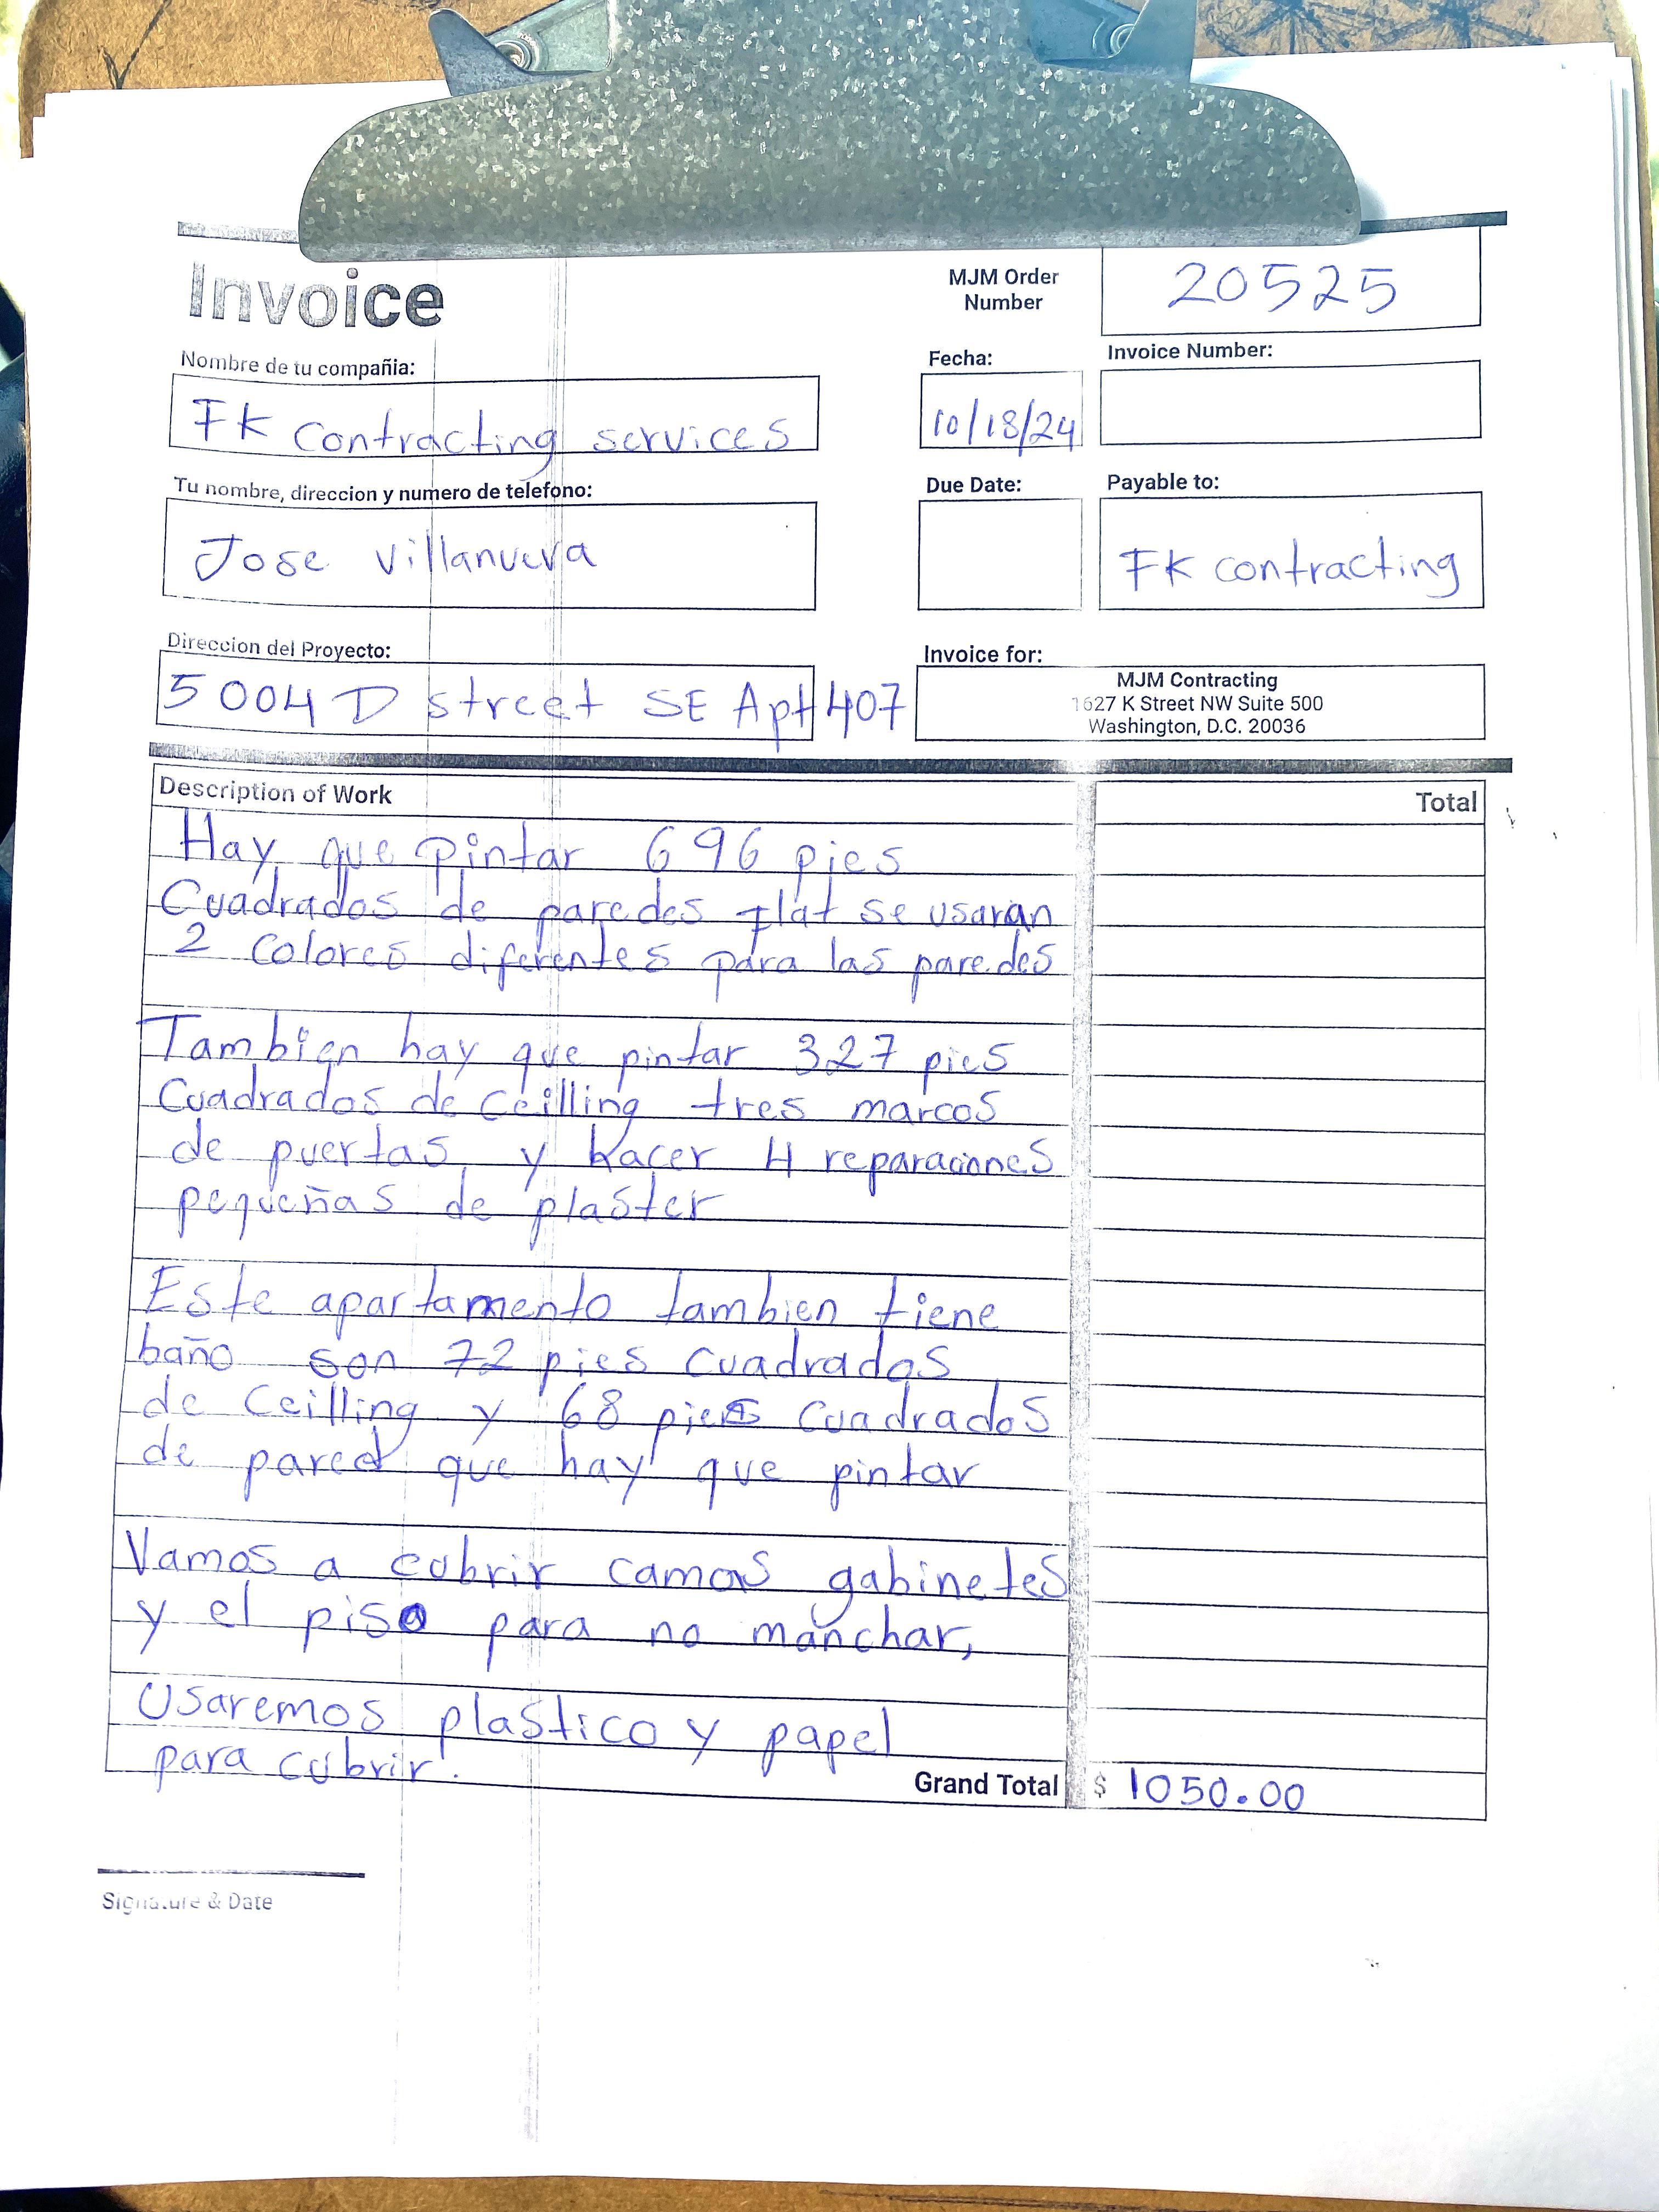 Invoice
MJM Order
Number
20525
Nombre de tu compañia:
FK contracting services
Fecha:
10/18/24
Invoice Number:
Tu nombre, direccion y numero de telefono:
Jose villanueva
Due Date:
Payable to:
FK contracting
Direccion del Proyecto:
5004 D street SE Apt 407
Invoice for:
MJM Contracting
1627 K Street NW Suite 500
Washington, D.C. 20036
Description of Work
Total
Hay que pintar 696 pies
Cuadrados de paredes flat se usaran
2 colores diferentes para las paredes
Tambien hay que pintar 327 pies
Cuadrados de Ceilling tres marcos
de puertas y hacer 4 reparaciones
pequeñas de plaster
Este apartamento tambien tiene
baño son 72 pies cuadrados
de Ceilling y 68 pies cuadrados
de pared que hay que pintar
Vamos a cubrir camas gabinetes
y el piso para no manchar,
Usaremos plastico y papel
para cubrir.
Grand Total
$ 1050.00
Signature & Date